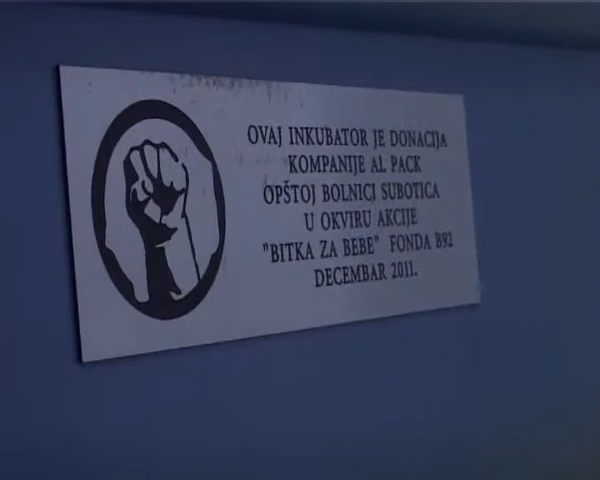 OVAJ INKUBATOR JE DONACIJA
KOMPANIJE AL PACK
OPŠTOJ BOLNICI SUBOTICA
U OKVIRU AKCIJE
"BITKA ZA BEBE" FONDA B92
DECEMBAR 2011.